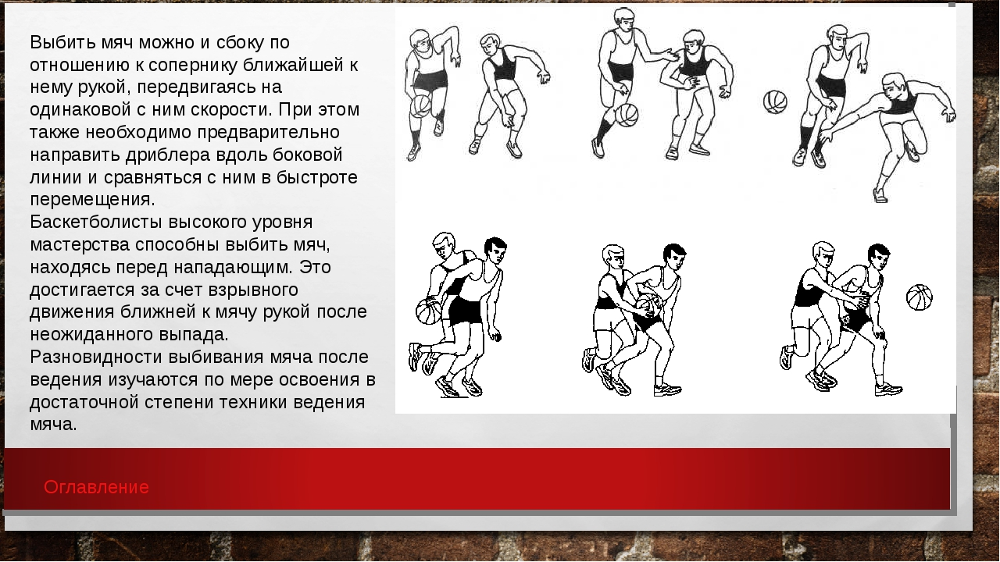 Выбить мяч можно и сбоку по
отношению к сопернику ближайшей к
нему рукой, передвигаясь на
одинаковой с ним скорости. При этом
также необходимо предварительно
направить дриблера вдоль боковой
линии и сравняться с ним в быстроте
перемещения.
Баскетболисты высокого уровня
мастерства способны выбить мяч,
находясь перед нападающим. Это
достигается за счет взрывного
движения ближней к мячу рукой после
неожиданного выпада.
Разновидности выбивания мяча после
ведения изучаются по мере освоения в
достаточной степени техники ведения
мяча.
Оглавление